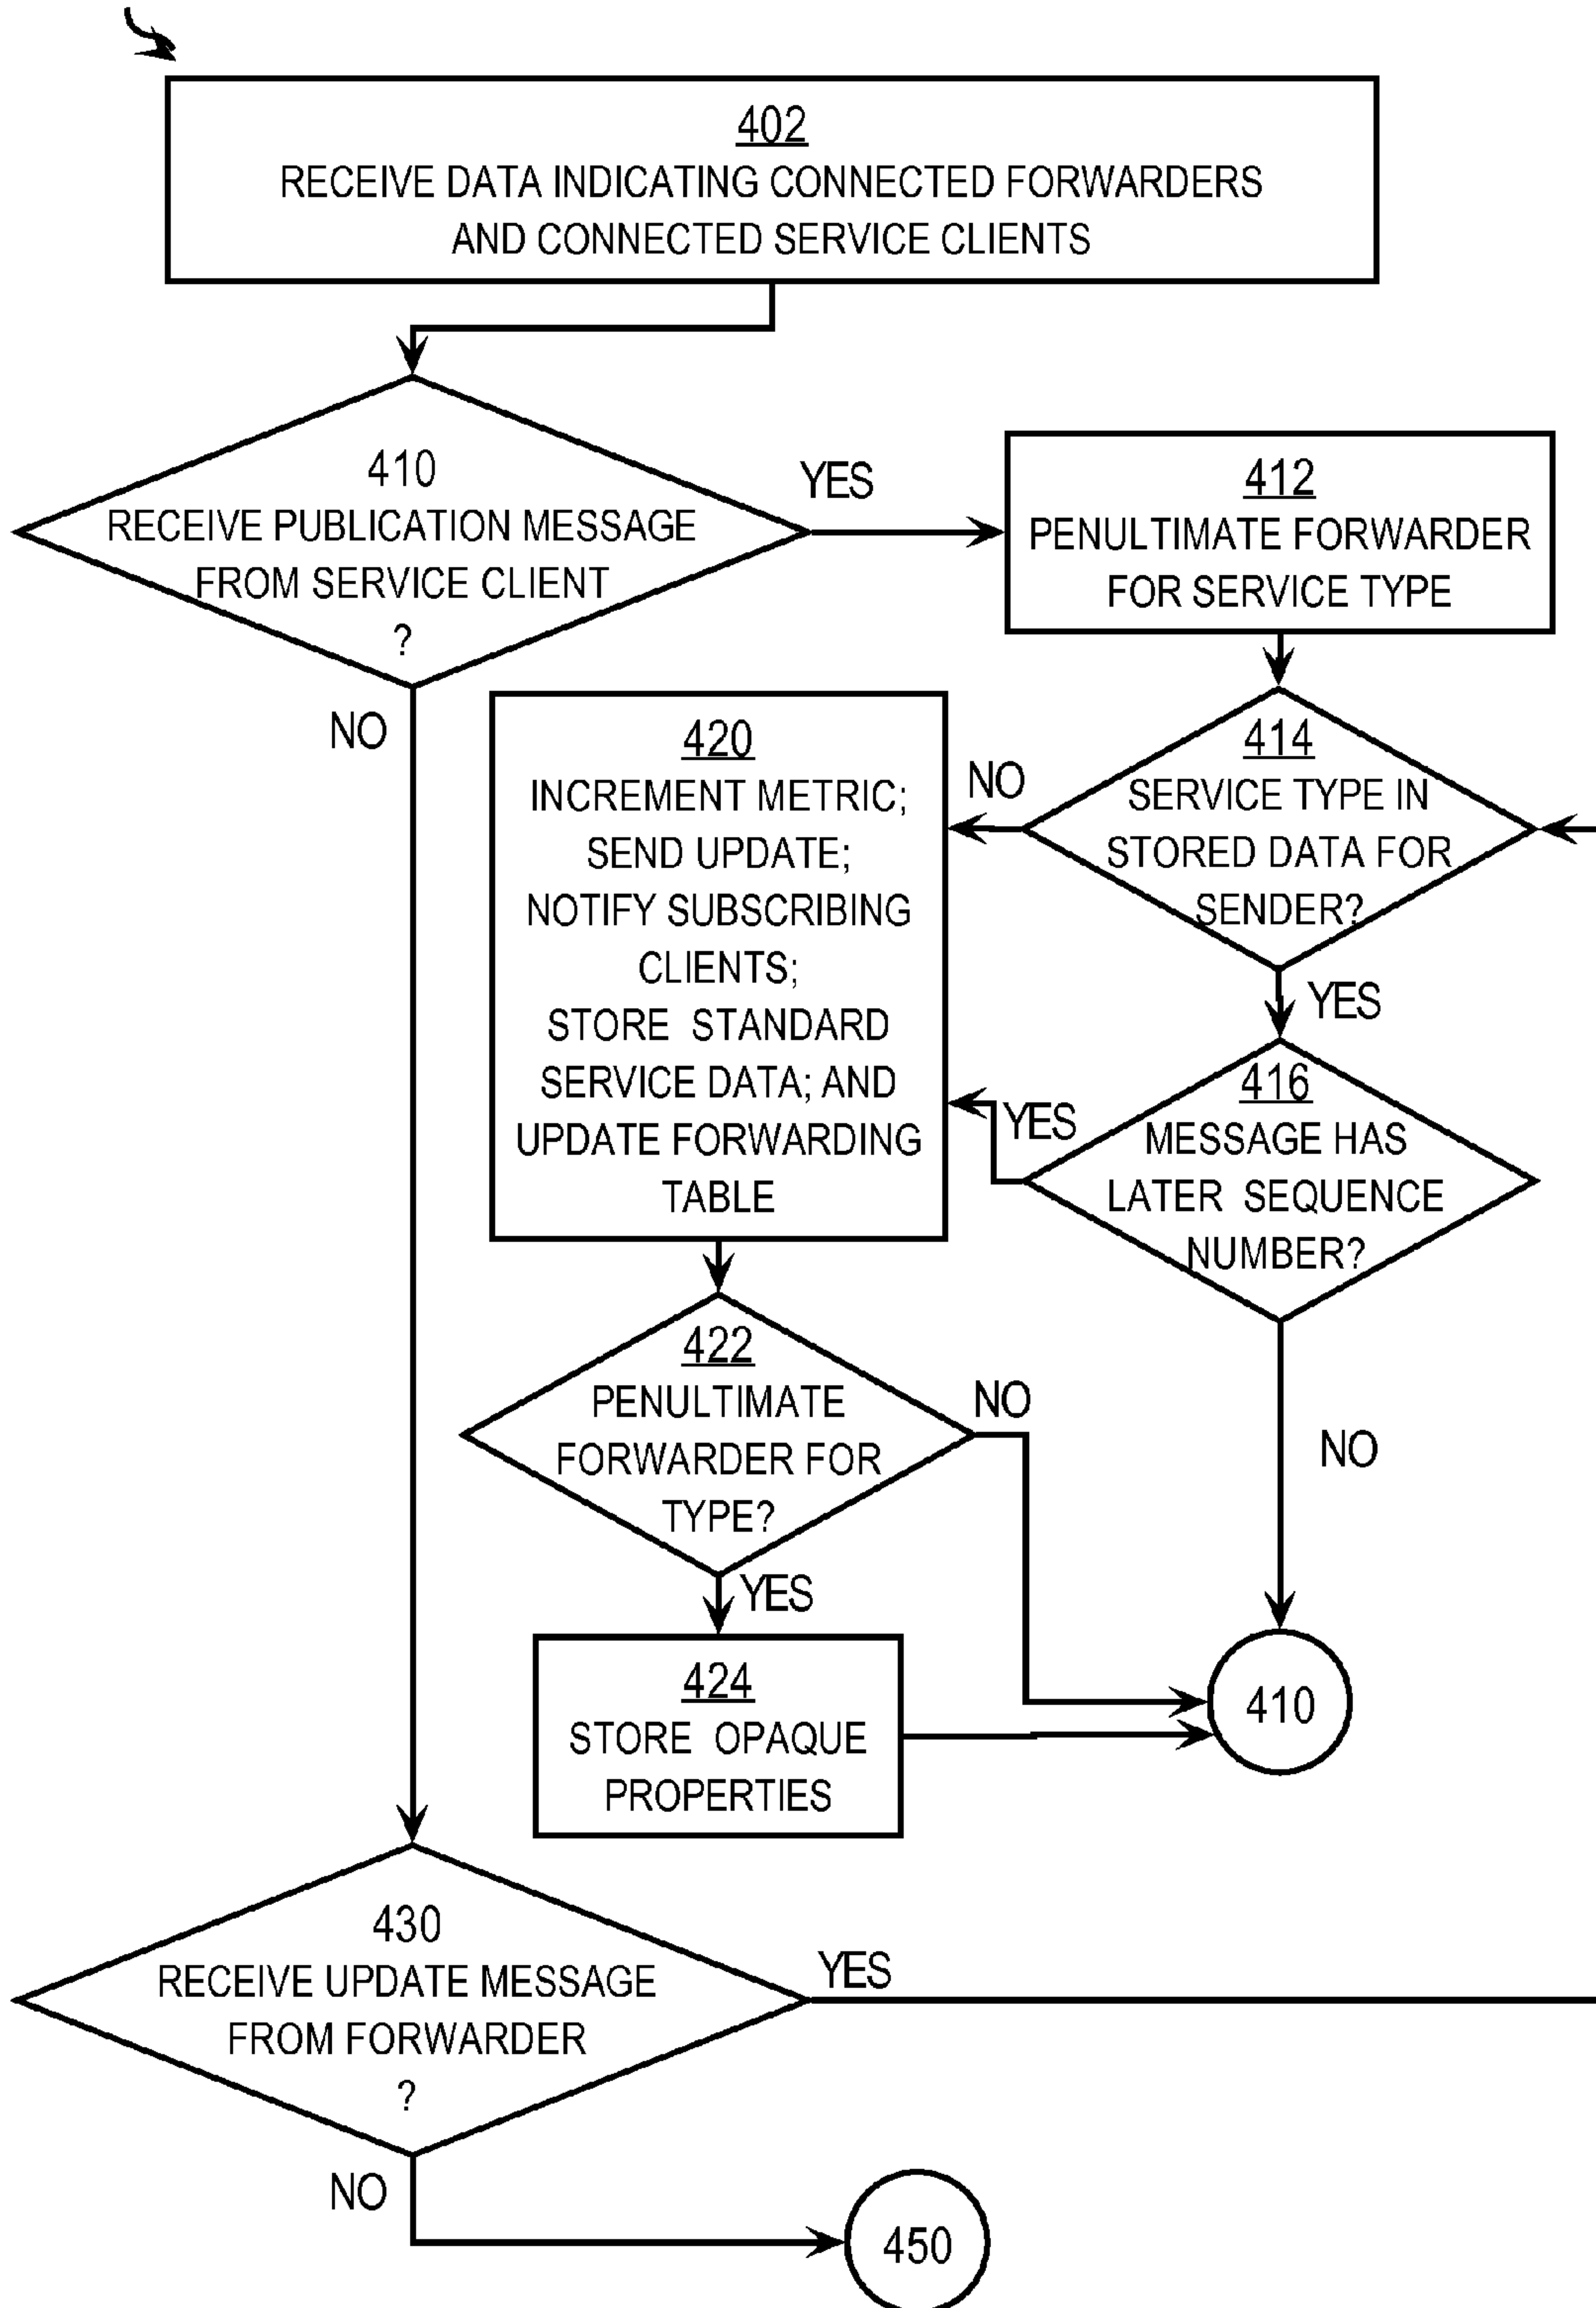 402
RECEIVE DATA INDICATING CONNECTED FORWARDERS
AND CONNECTED SERVICE CLIENTS
410
RECEIVE PUBLICATION MESSAGE
FROM SERVICE CLIENT
?
YES
NO
412
PENULTIMATE FORWARDER
FOR SERVICE TYPE
414
SERVICE TYPE IN
STORED DATA FOR
SENDER?
NO
YES
420
INCREMENT METRIC;
SEND UPDATE;
NOTIFY SUBSCRIBING
CLIENTS;
STORE STANDARD
SERVICE DATA; AND
UPDATE FORWARDING
TABLE
416
MESSAGE HAS
LATER SEQUENCE
NUMBER?
YES
NO
422
PENULTIMATE
FORWARDER FOR
TYPE?
NO
YES
424
STORE OPAQUE
PROPERTIES
410
430
RECEIVE UPDATE MESSAGE
FROM FORWARDER
?
YES
NO
450